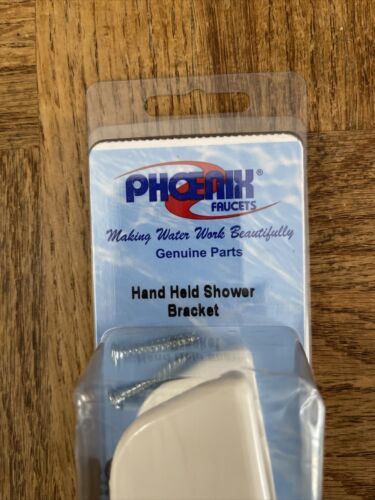 PHOENIX®
FAUCETS
Making Water Work Beautifully
Genuine Parts
Hand Held Shower
Bracket